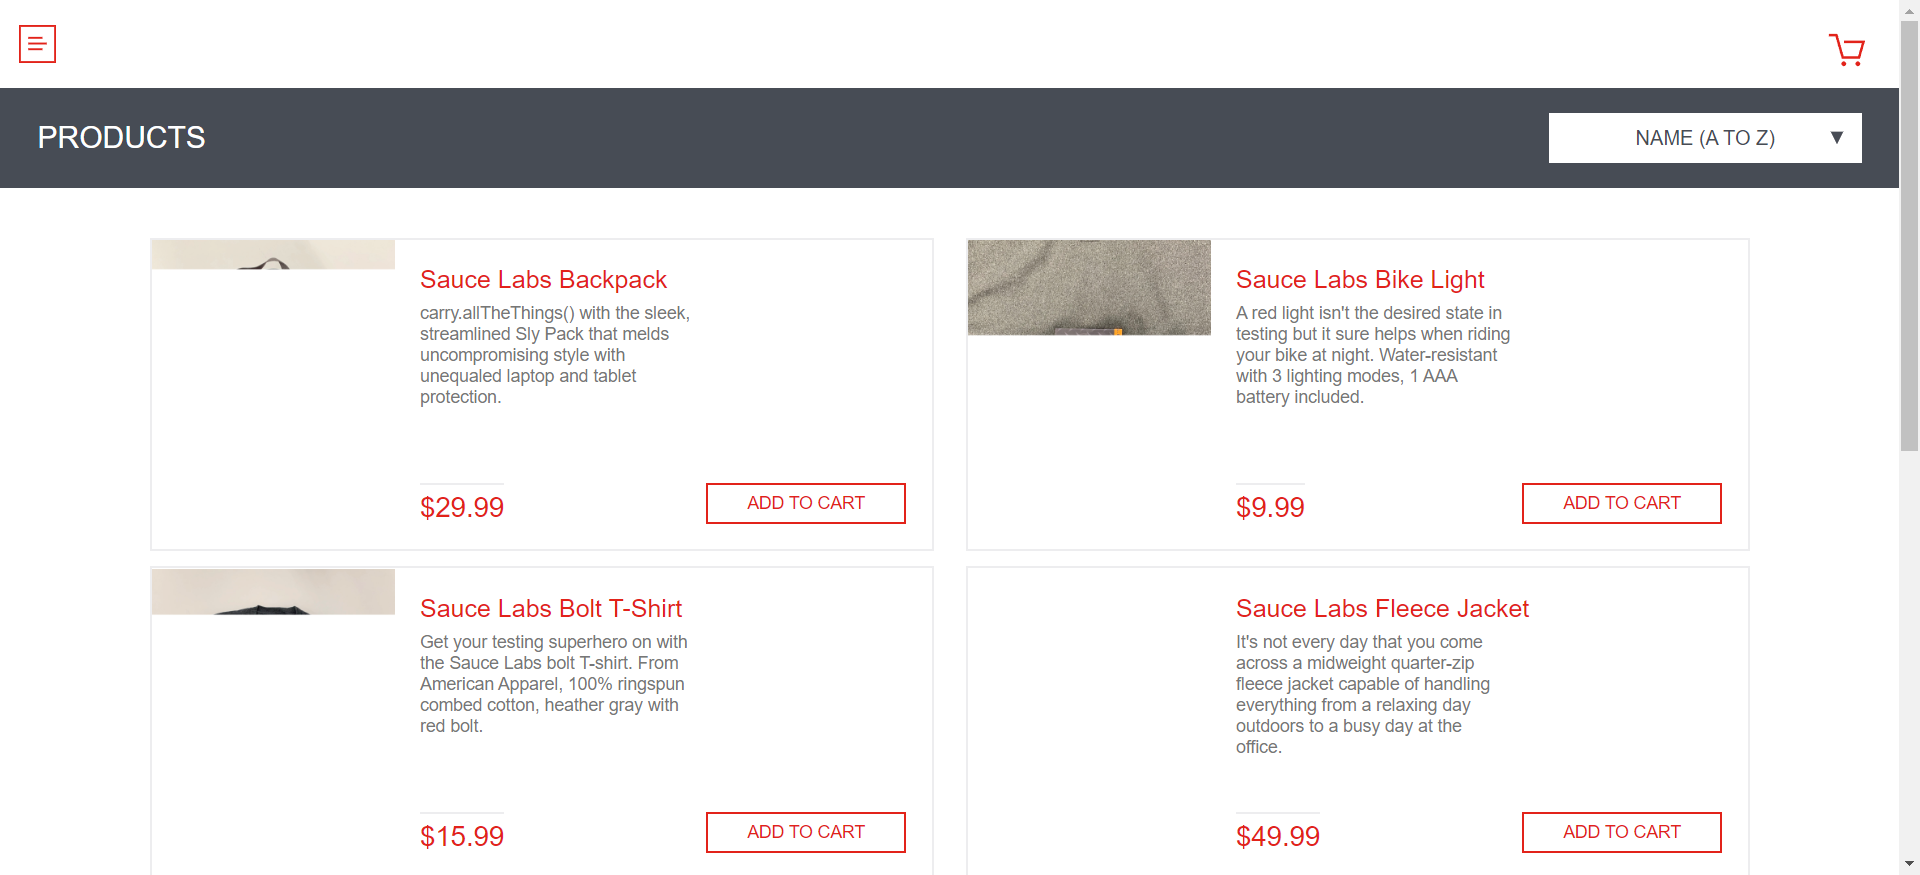 PRODUCTS
NAME (A TO Z) ▼
Sauce Labs Backpack
carry.allTheThings() with the sleek,
streamlined Sly Pack that melds
uncompromising style with
unequaled laptop and tablet
protection.
$29.99
ADD TO CART
Sauce Labs Bike Light
A red light isn't the desired state in
testing but it sure helps when riding
your bike at night. Water-resistant
with 3 lighting modes, 1 AAA
battery included.
$9.99
ADD TO CART
Sauce Labs Bolt T-Shirt
Get your testing superhero on with
the Sauce Labs bolt T-shirt. From
American Apparel, 100% ringspun
combed cotton, heather gray with
red bolt.
$15.99
ADD TO CART
Sauce Labs Fleece Jacket
It's not every day that you come
across a midweight quarter-zip
fleece jacket capable of handling
everything from a relaxing day
outdoors to a busy day at the
office.
$49.99
ADD TO CART